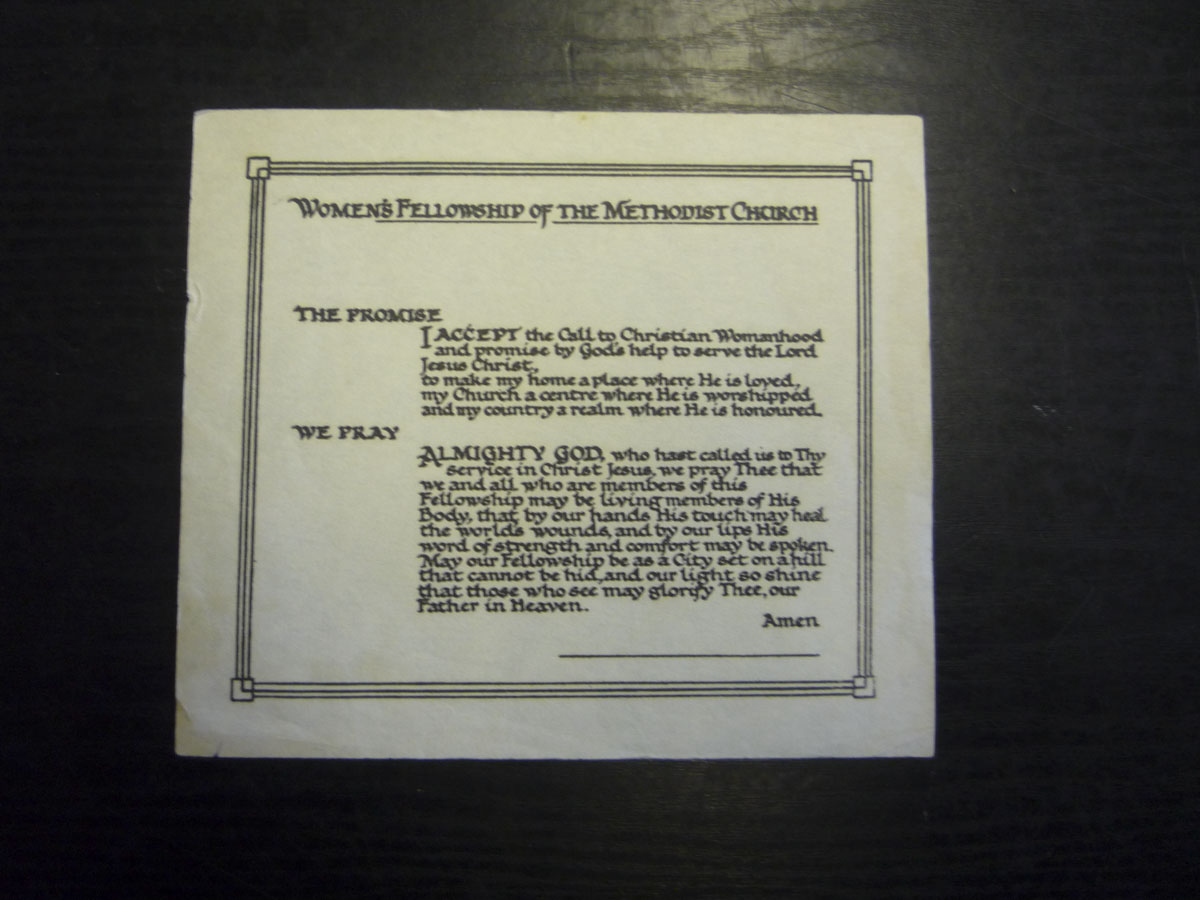 WOMEN'S FELLOWSHIP OF THE METHODIST CHURCH
THE PROMISE
I ACCEPT the Call to Christian Womanhood
and promise by God's help to serve the Lord
Jesus Christ,
to make my home a place where He is loved,
my Church a centre where He is worshipped
and my country a realm where He is honoured.
WE PRAY
ALMIGHTY GOD, who hast called us to Thy
service in Christ Jesus, we pray Thee that
we and all who are members of this
Fellowship may be living members of His
Body, that by our hands His touch may heal
the worlds wounds, and by our lips His
word of strength and comfort may be spoken.
May our Fellowship be as a City set on a hill
that cannot be hid, and our light so shine
that those who see may glorify Thee, our
Father in Heaven.
Amen